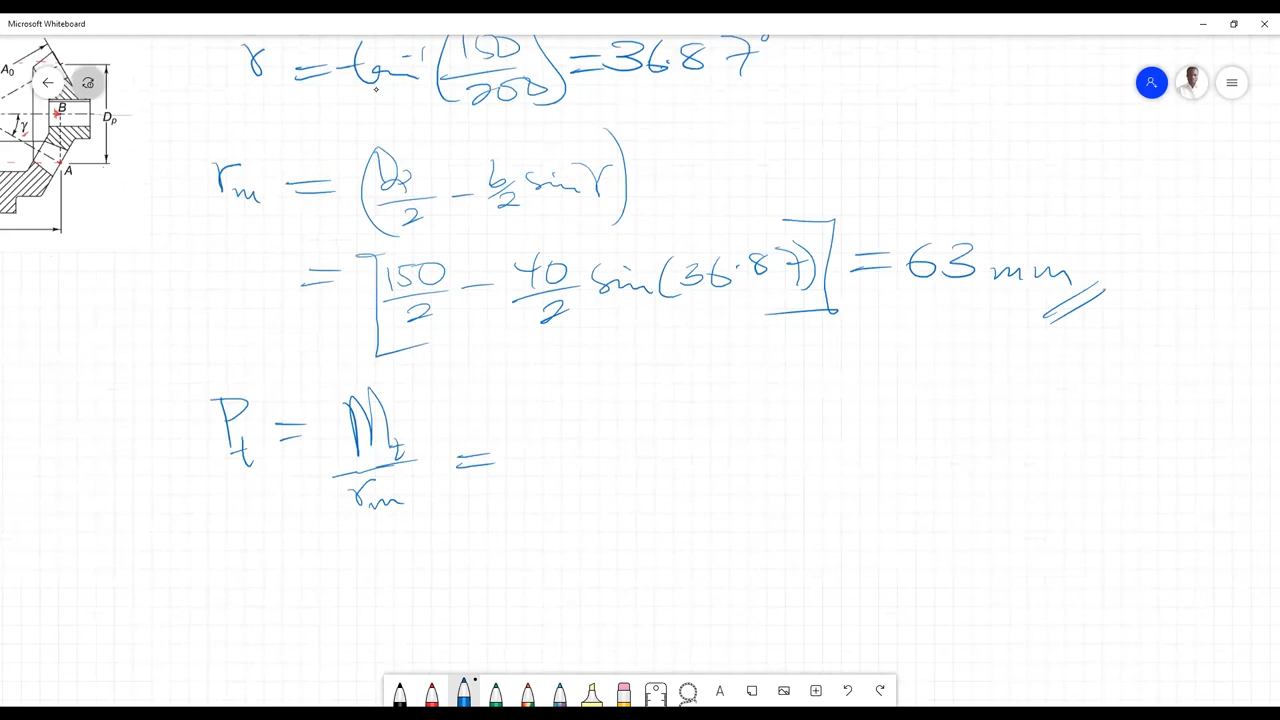 Microsoft Whiteboard
γ = tan⁻¹(150/200) = 36.87°
A₀
B
Dₚ
γ
A
rₘ = (Dₚ/2 − b/2 sin γ)
= [150/2 − 40/2 sin(36.87)] = 63 mm
Pₜ = Mₜ/rₘ =
A